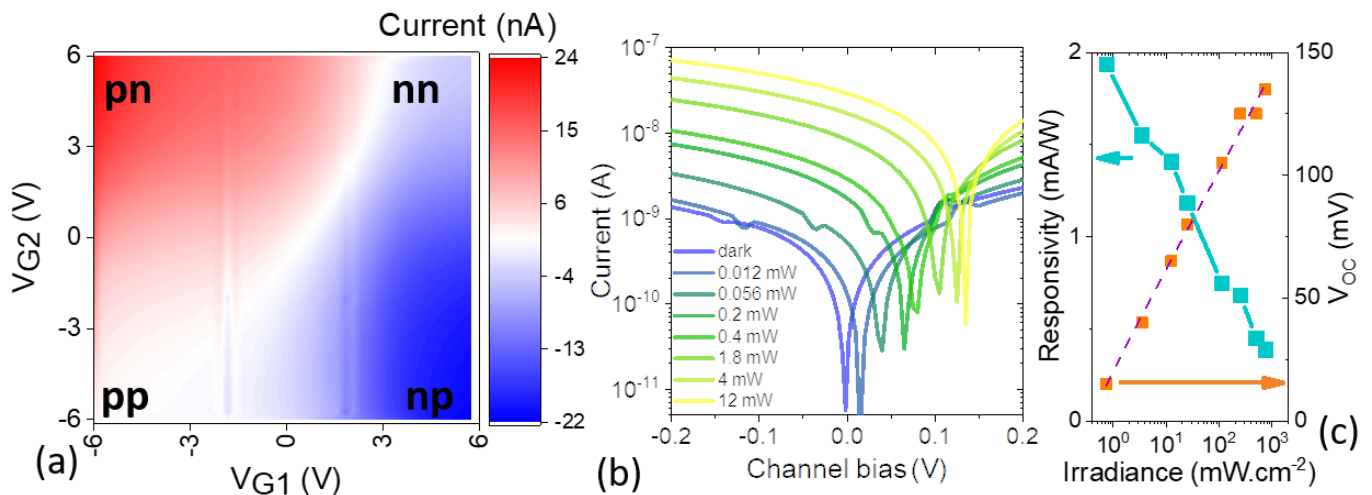 Current (nA)
6
3
0
-3
-6
VG2 (V)
pn
nn
pp
np
-6
-3
0
3
6
VG1 (V)
24
15
6
-4
-13
-22
(a)
10⁻⁷
10⁻⁸
10⁻⁹
10⁻¹⁰
10⁻¹¹
Current (A)
dark
0.012 mW
0.056 mW
0.2 mW
0.4 mW
1.8 mW
4 mW
12 mW
-0.2
-0.1
0.0
0.1
0.2
Channel bias (V)
(b)
2
1
0
Responsivity (mA/W)
150
100
50
0
VOC (mV)
10⁰
10¹
10²
10³
Irradiance (mW.cm⁻²)
(c)